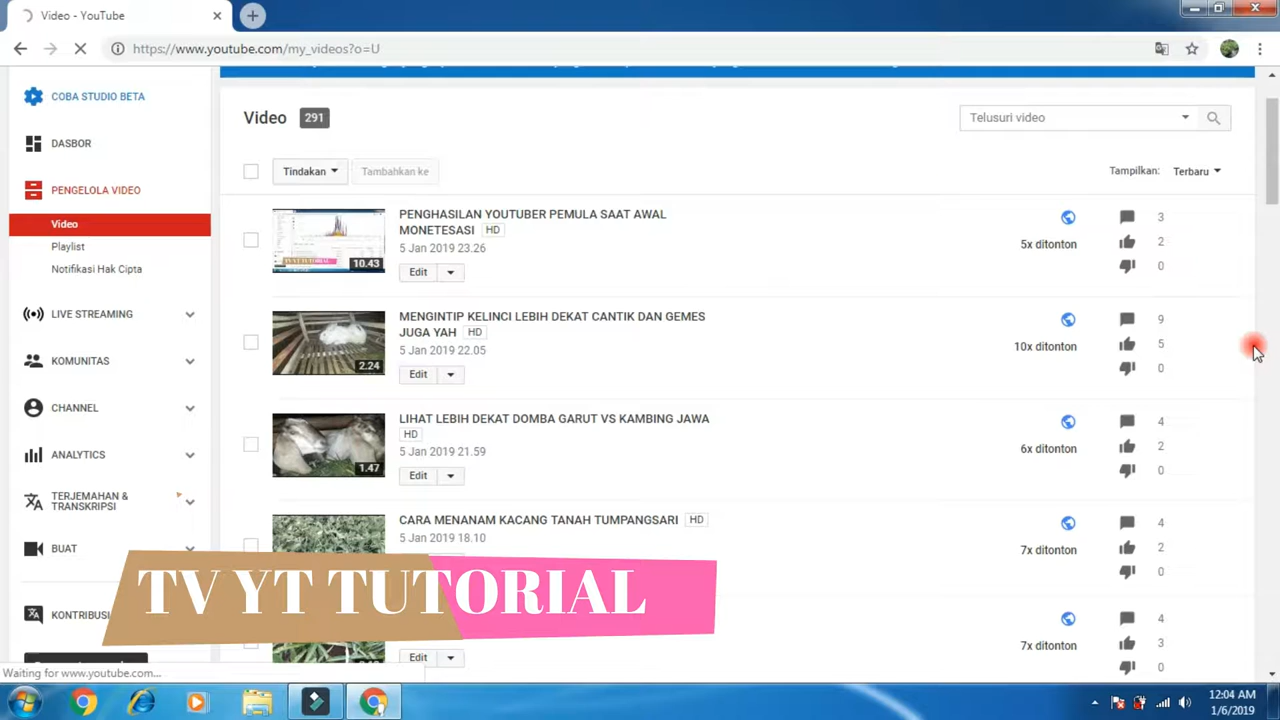 Video - YouTube
https://www.youtube.com/my_videos?o=U
COBA STUDIO BETA
DASBOR
PENGELOLA VIDEO
Video
Playlist
Notifikasi Hak Cipta
LIVE STREAMING
KOMUNITAS
CHANNEL
ANALYTICS
TERJEMAHAN &
TRANSKRIPSI
BUAT
KONTRIBUSI
Video 291
Telusuri video
Tindakan
Tambahkan ke
Tampilkan: Terbaru
PENGHASILAN YOUTUBER PEMULA SAAT AWAL
MONETESASI HD
5 Jan 2019 23.26
Edit
10.43
5x ditonton
3
2
0
MENGINTIP KELINCI LEBIH DEKAT CANTIK DAN GEMES
JUGA YAH HD
5 Jan 2019 22.05
Edit
2.24
10x ditonton
9
5
0
LIHAT LEBIH DEKAT DOMBA GARUT VS KAMBING JAWA
HD
5 Jan 2019 21.59
Edit
1.47
6x ditonton
4
2
0
CARA MENANAM KACANG TANAH TUMPANGSARI HD
5 Jan 2019 18.10
7x ditonton
4
2
0
Edit
7x ditonton
4
3
0
TV YT TUTORIAL
Waiting for www.youtube.com...
12:04 AM
1/6/2019